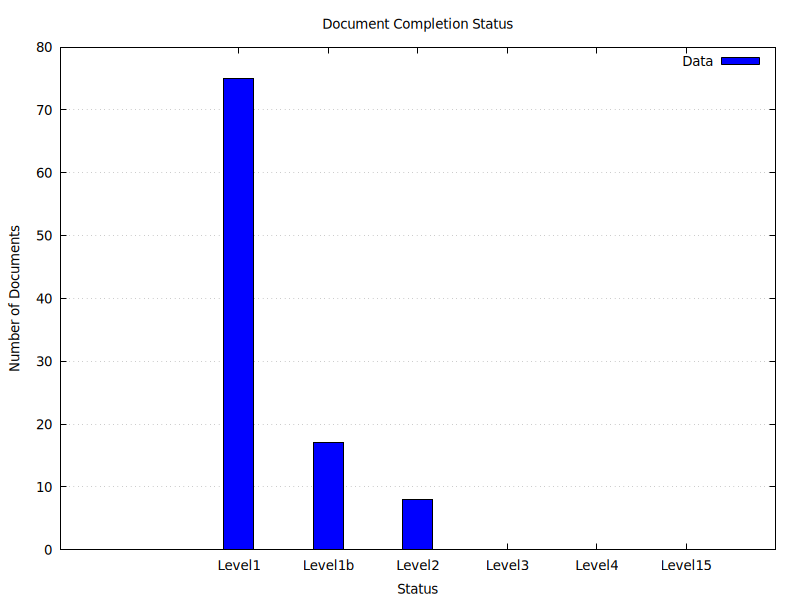 Document Completion Status
Data
80
70
60
50
40
30
20
10
0
Number of Documents
Level1 Level1b Level2 Level3 Level4 Level15
Status